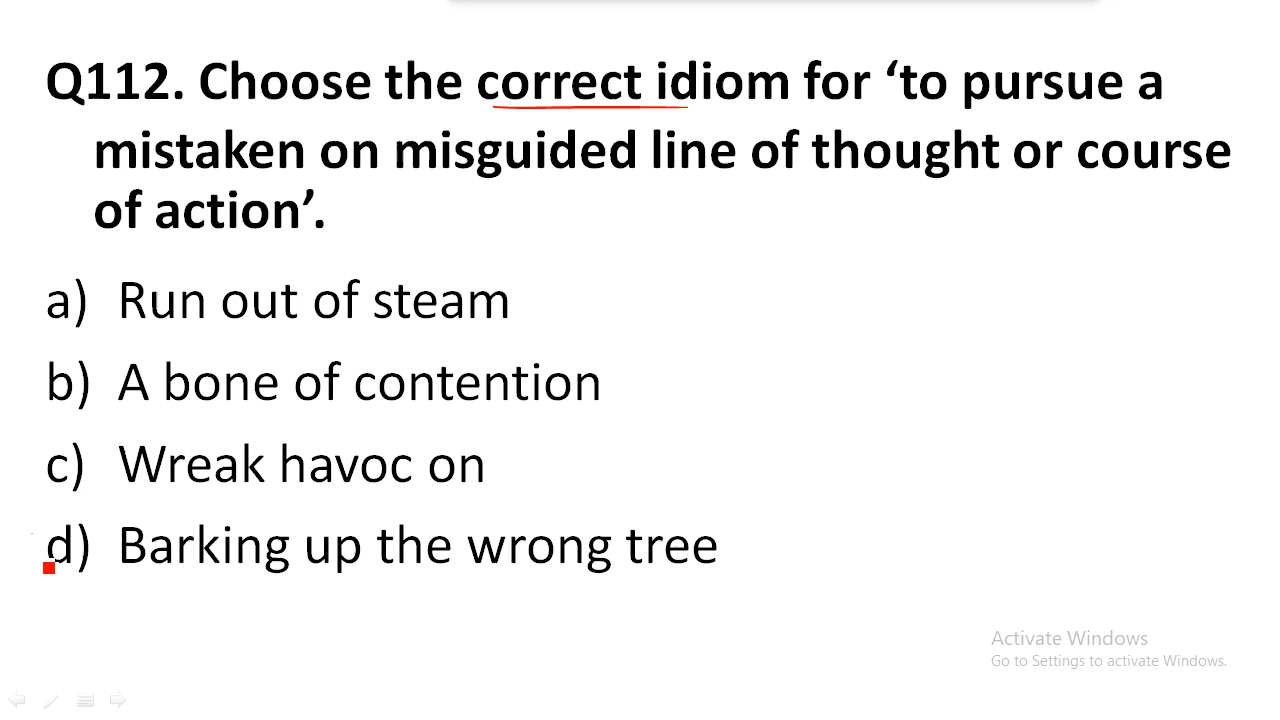 Q112. Choose the correct idiom for ‘to pursue a
mistaken on misguided line of thought or course
of action’.
a) Run out of steam
b) A bone of contention
c) Wreak havoc on
d) Barking up the wrong tree
Activate Windows
Go to Settings to activate Windows.